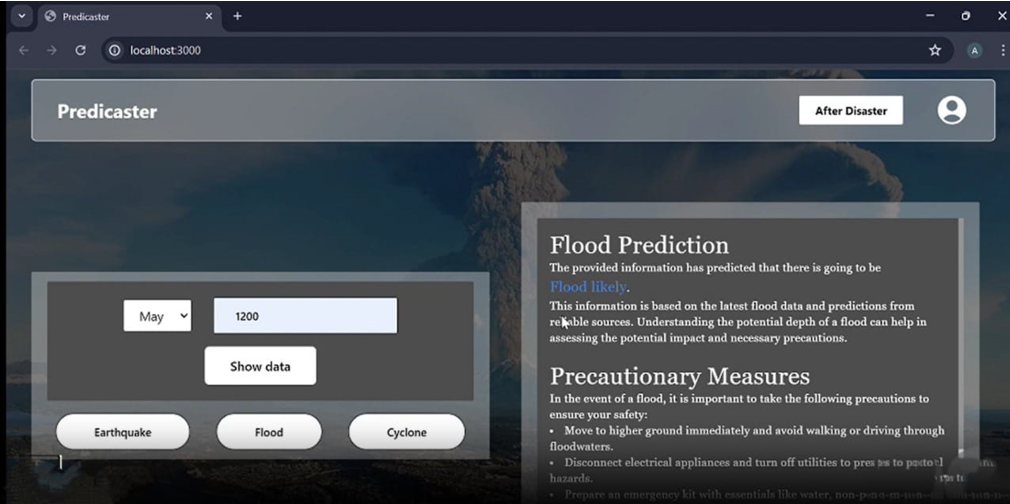 Predicaster
localhost:3000
A
Predicaster
After Disaster
May
1200
Show data
Earthquake
Flood
Cyclone
Flood Prediction
The provided information has predicted that there is going to be
Flood likely.
This information is based on the latest flood data and predictions from
reliable sources. Understanding the potential depth of a flood can help in
assessing the potential impact and necessary precautions.
Precautionary Measures
In the event of a flood, it is important to take the following precautions to
ensure your safety:
• Move to higher ground immediately and avoid walking or driving through
floodwaters.
• Disconnect electrical appliances and turn off utilities to
hazards.
• Prepare an emergency kit with essentials like water,